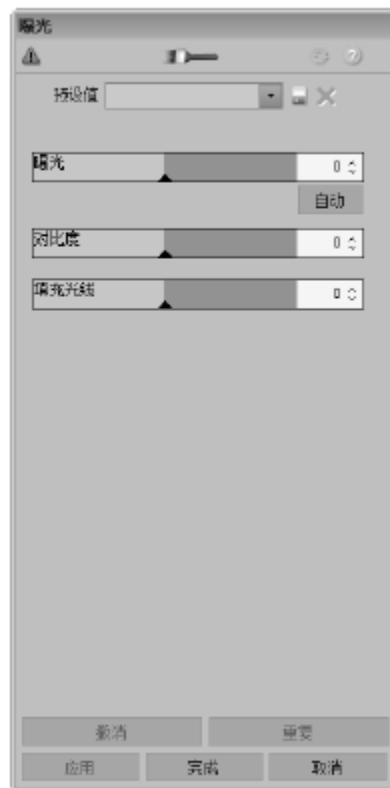 曝光
预设值
曝光 0
自动
对比度 0
填充光线 0
撤消 重复
应用 完成 取消